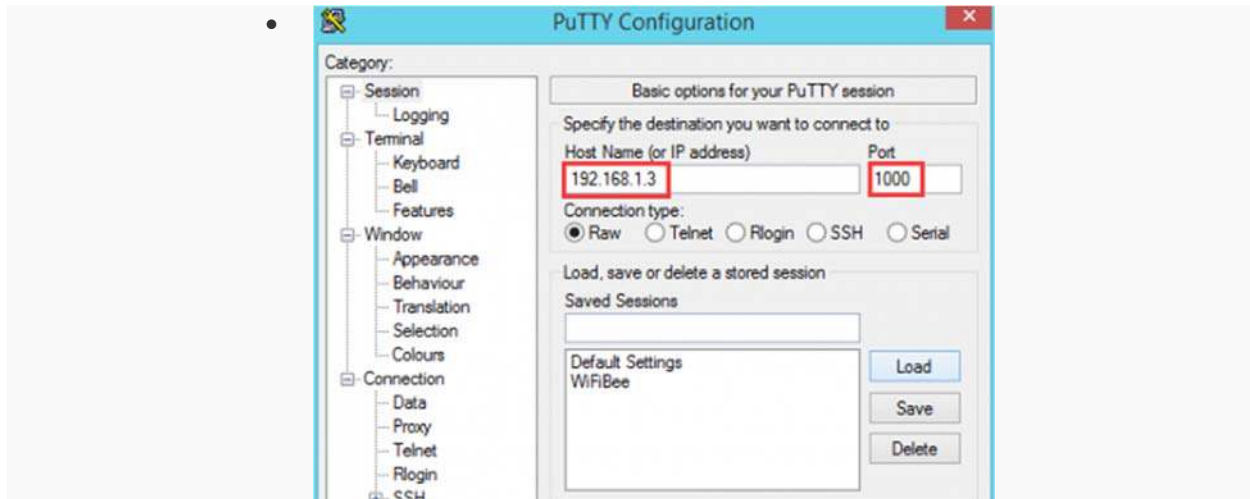 PuTTY Configuration
Category:
Session
Logging
Terminal
Keyboard
Bell
Features
Window
Appearance
Behaviour
Translation
Selection
Colours
Connection
Data
Proxy
Telnet
Rlogin
SSH
Basic options for your PuTTY session
Specify the destination you want to connect to
Host Name (or IP address) Port
192.168.1.3 1000
Connection type:
Raw Telnet Rlogin SSH Serial
Load, save or delete a stored session
Saved Sessions
Default Settings
WiFiBee
Load
Save
Delete